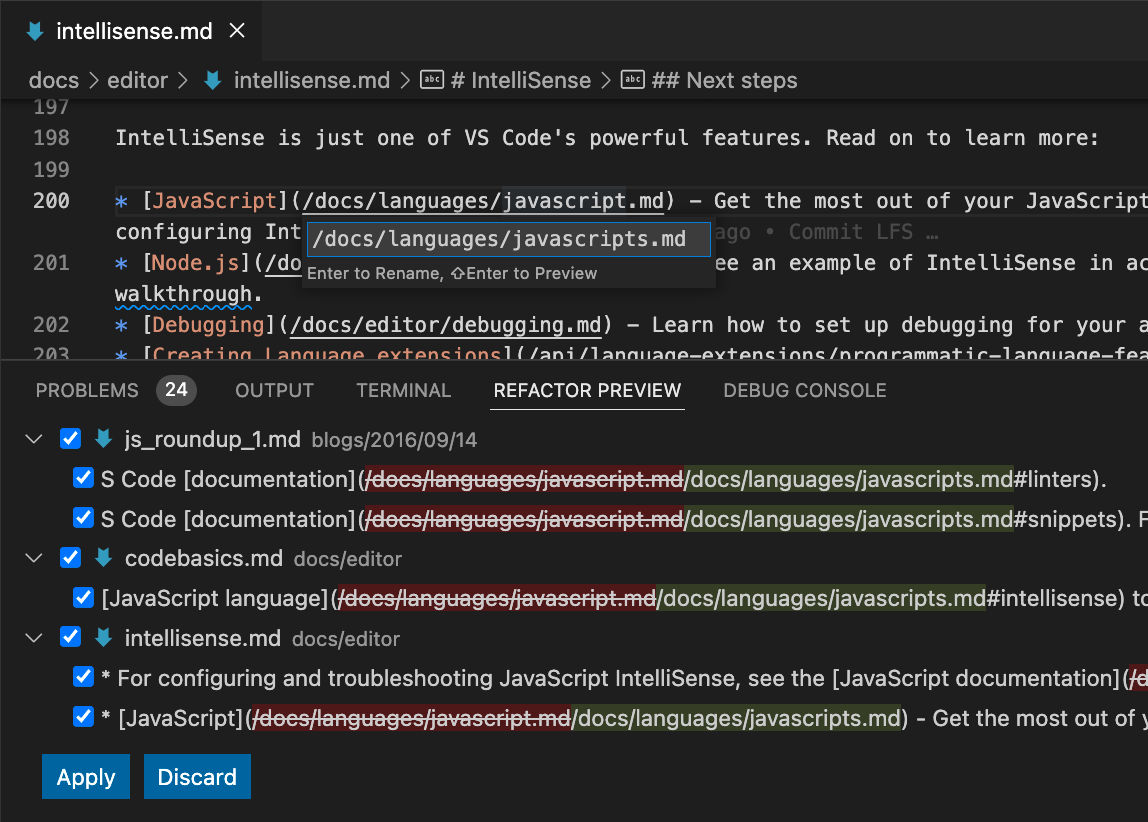 intellisense.md
docs > editor > intellisense.md > abc # IntelliSense > abc ## Next steps
197
198 IntelliSense is just one of VS Code's powerful features. Read on to learn more:
199
200 * [JavaScript](/docs/languages/javascript.md) – Get the most out of your JavaScript
configuring Int ago • Commit LFS …
/docs/languages/javascripts.md
201 * [Node.js](/do ee an example of IntelliSense in ac
Enter to Rename, ⇧Enter to Preview
walkthrough.
202 * [Debugging](/docs/editor/debugging.md) – Learn how to set up debugging for your a
203 * [Creating Language extensions](/api/language-extensions/programmatic-language-fea
PROBLEMS 24 OUTPUT TERMINAL REFACTOR PREVIEW DEBUG CONSOLE
js_roundup_1.md blogs/2016/09/14
S Code [documentation](/docs/languages/javascript.md/docs/languages/javascripts.md#linters).
S Code [documentation](/docs/languages/javascript.md/docs/languages/javascripts.md#snippets). F
codebasics.md docs/editor
[JavaScript language](/docs/languages/javascript.md/docs/languages/javascripts.md#intellisense) to
intellisense.md docs/editor
* For configuring and troubleshooting JavaScript IntelliSense, see the [JavaScript documentation](/d
* [JavaScript](/docs/languages/javascript.md/docs/languages/javascripts.md) - Get the most out of y
Apply Discard